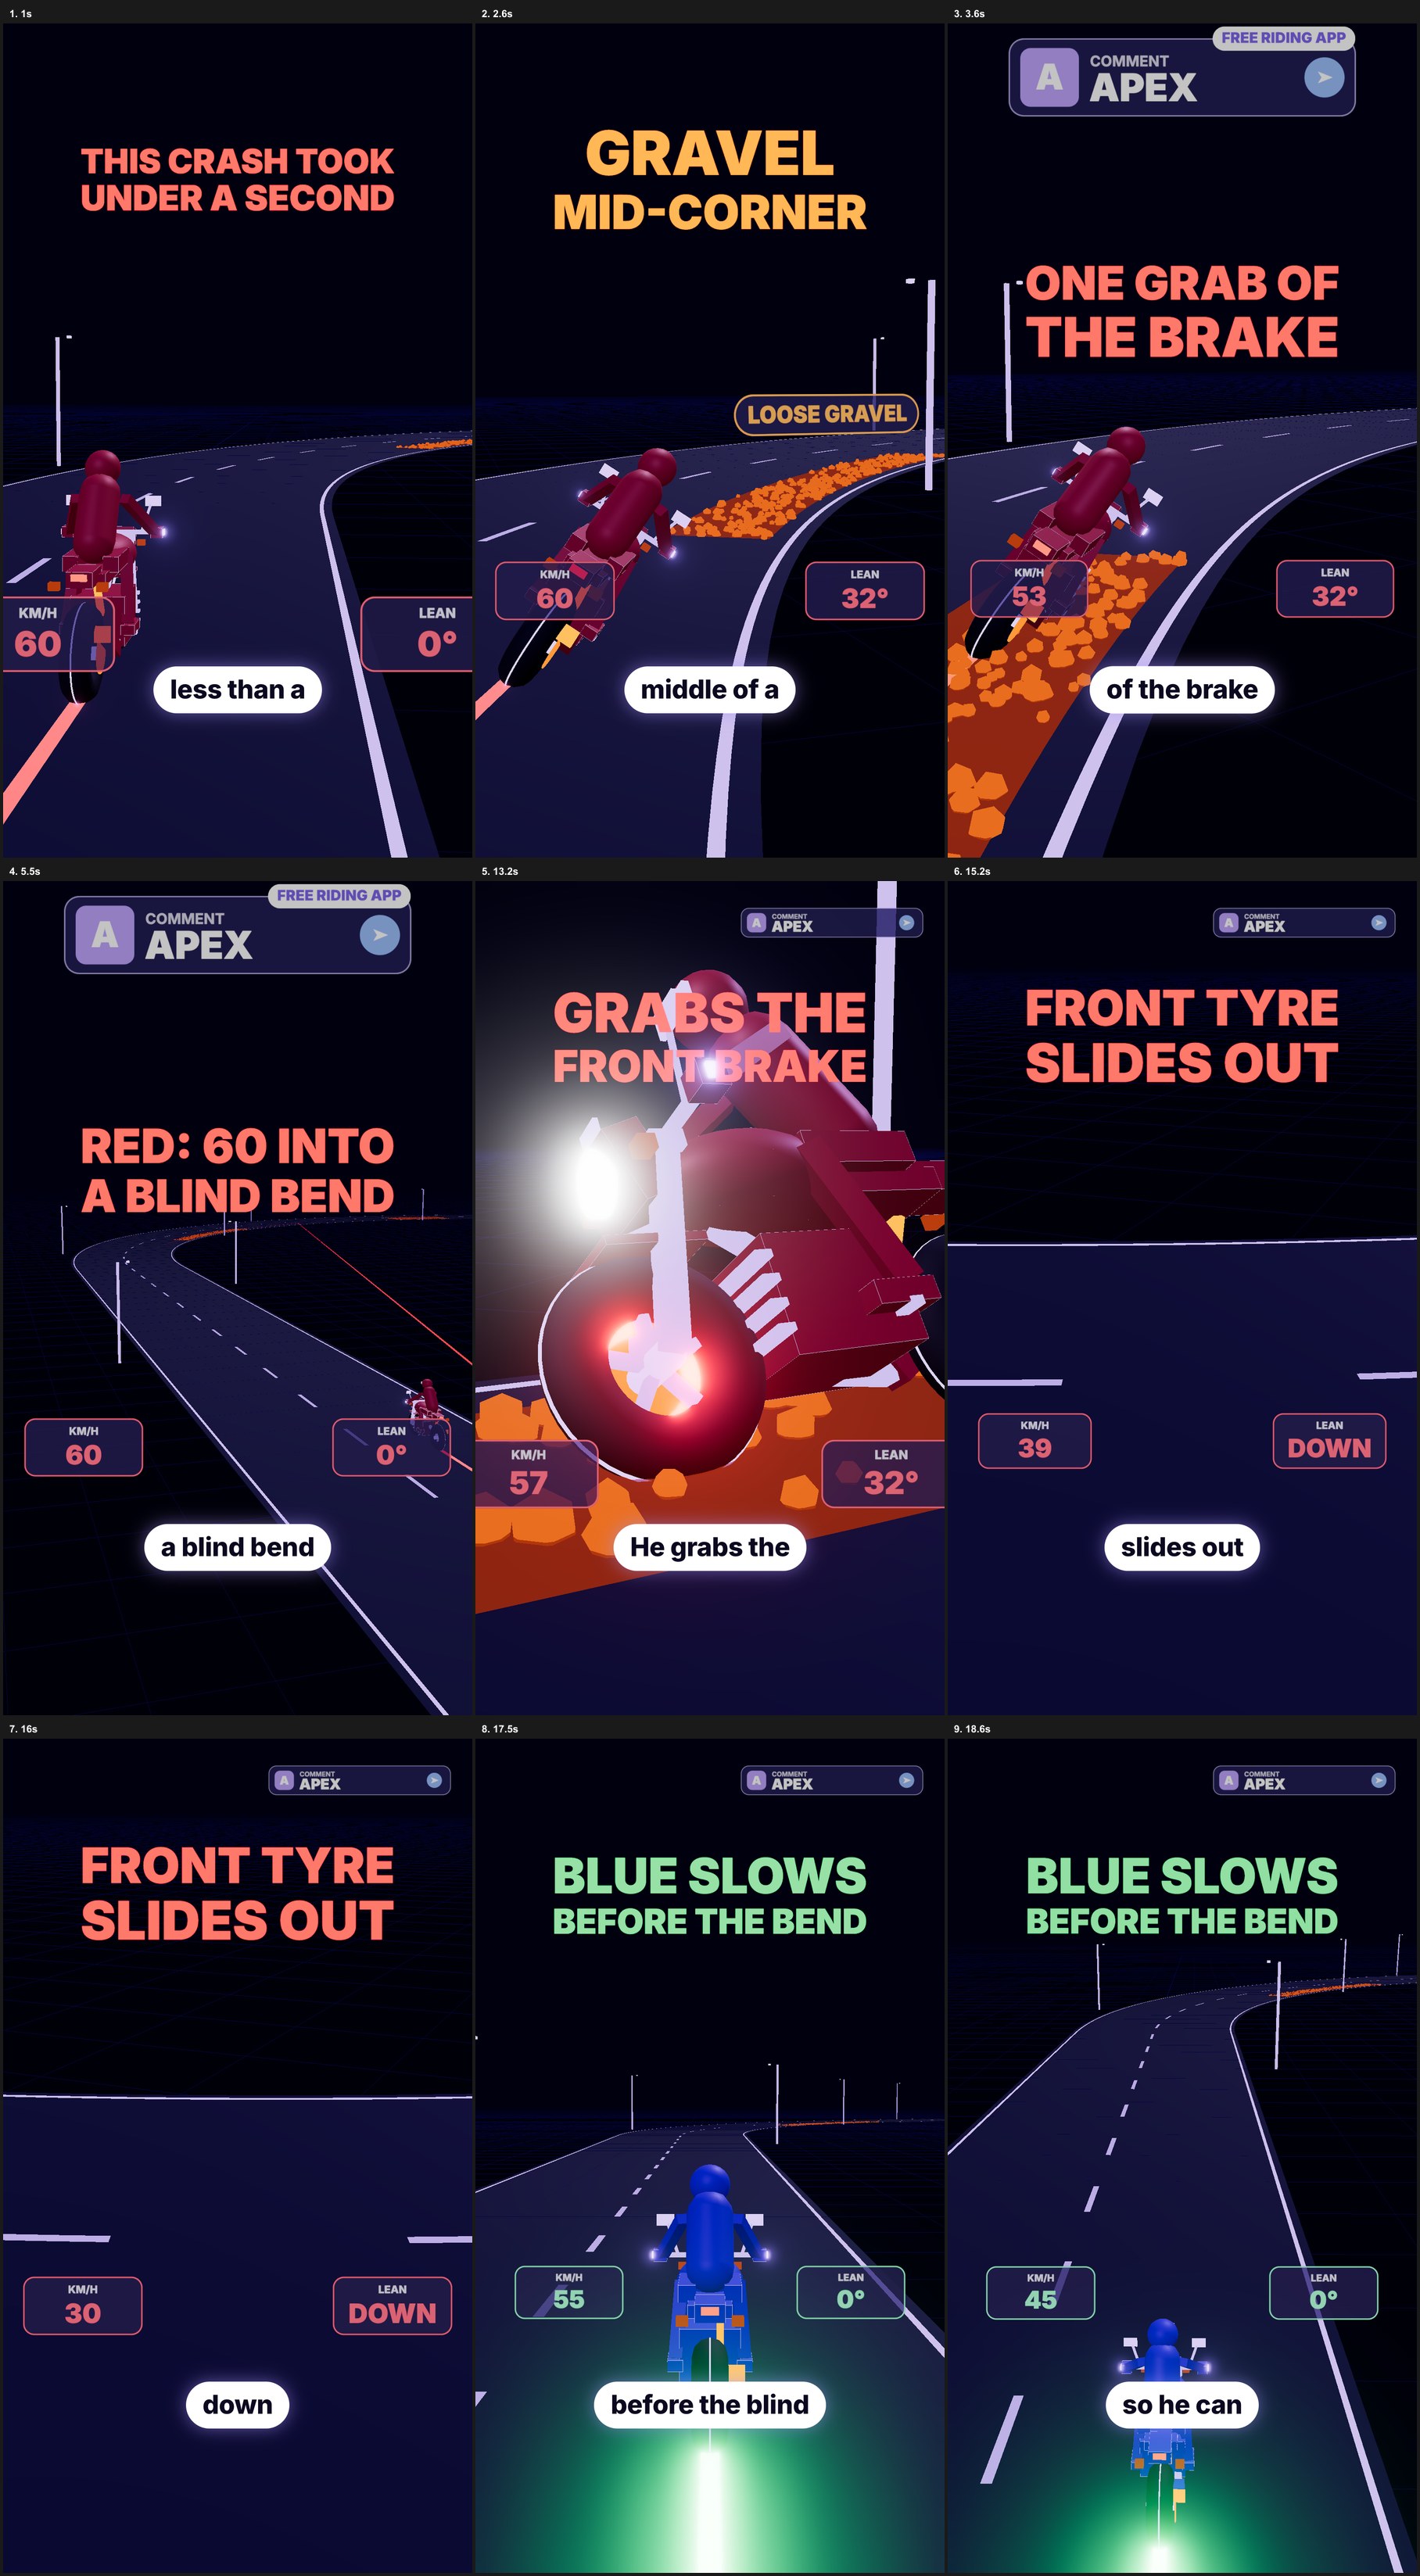 1. 1s
THIS CRASH TOOK
UNDER A SECOND
KM/H
60
LEAN
0°
less than a
2. 2.6s
GRAVEL
MID-CORNER
LOOSE GRAVEL
KM/H
60
LEAN
32°
middle of a
3. 3.6s
FREE RIDING APP
A
COMMENT
APEX
ONE GRAB OF
THE BRAKE
KM/H
53
LEAN
32°
of the brake
4. 5.5s
FREE RIDING APP
A
COMMENT
APEX
RED: 60 INTO
A BLIND BEND
KM/H
60
LEAN
0°
a blind bend
5. 13.2s
A
COMMENT
APEX
GRABS THE
FRONT BRAKE
KM/H
57
LEAN
32°
He grabs the
6. 15.2s
A
COMMENT
APEX
FRONT TYRE
SLIDES OUT
KM/H
39
LEAN
DOWN
slides out
7. 16s
A
COMMENT
APEX
FRONT TYRE
SLIDES OUT
KM/H
30
LEAN
DOWN
down
8. 17.5s
A
COMMENT
APEX
BLUE SLOWS
BEFORE THE BEND
KM/H
55
LEAN
0°
before the blind
9. 18.6s
A
COMMENT
APEX
BLUE SLOWS
BEFORE THE BEND
KM/H
45
LEAN
0°
so he can